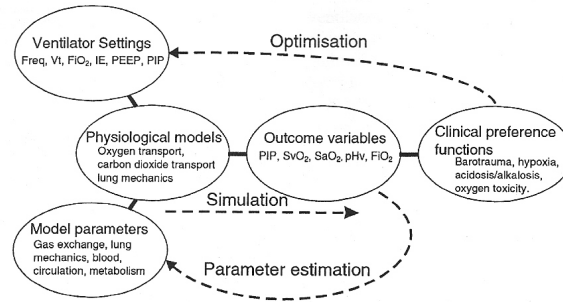 Ventilator Settings
Freq, Vt, FiO₂, IE, PEEP, PIP
Optimisation
Physiological models
Oxygen transport,
carbon dioxide transport
lung mechanics
Outcome variables
PIP, SvO₂, SaO₂, pHv, FiO₂
Clinical preference
functions
Barotrauma, hypoxia,
acidosis/alkalosis,
oxygen toxicity.
Simulation
Model parameters
Gas exchange, lung
mechanics, blood,
circulation, metabolism
Parameter estimation